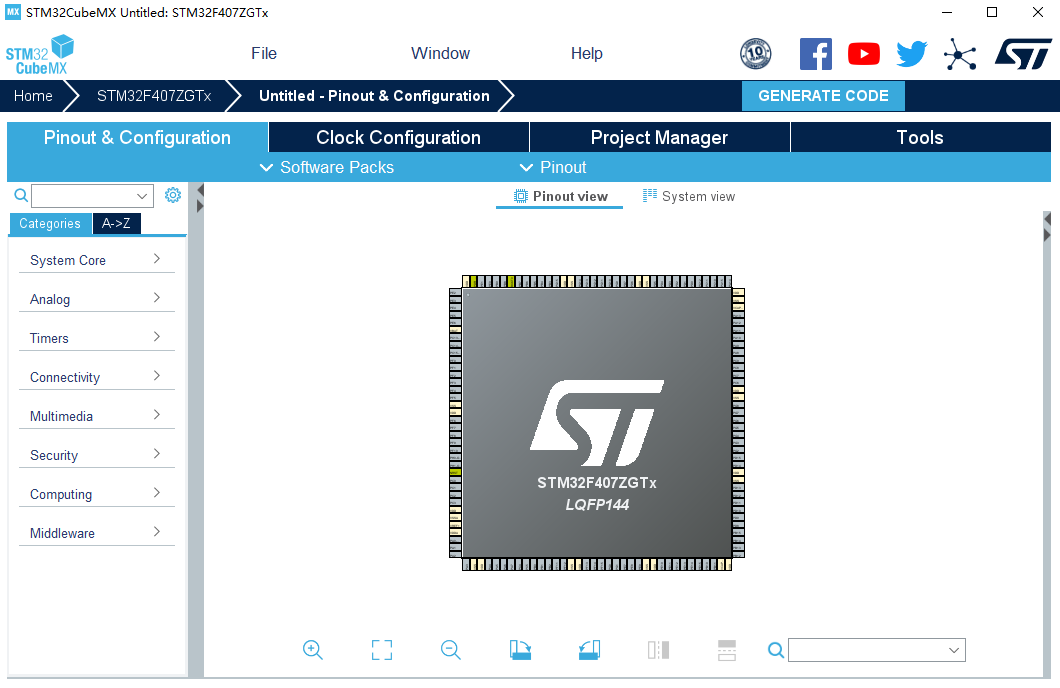 MX STM32CubeMX Untitled: STM32F407ZGTx
STM32
CubeMX
File Window Help
10
Home STM32F407ZGTx Untitled - Pinout & Configuration GENERATE CODE
Pinout & Configuration Clock Configuration Project Manager Tools
Software Packs Pinout
Pinout view System view
Categories A->Z
System Core
Analog
Timers
Connectivity
Multimedia
Security
Computing
Middleware
ST
STM32F407ZGTx
LQFP144